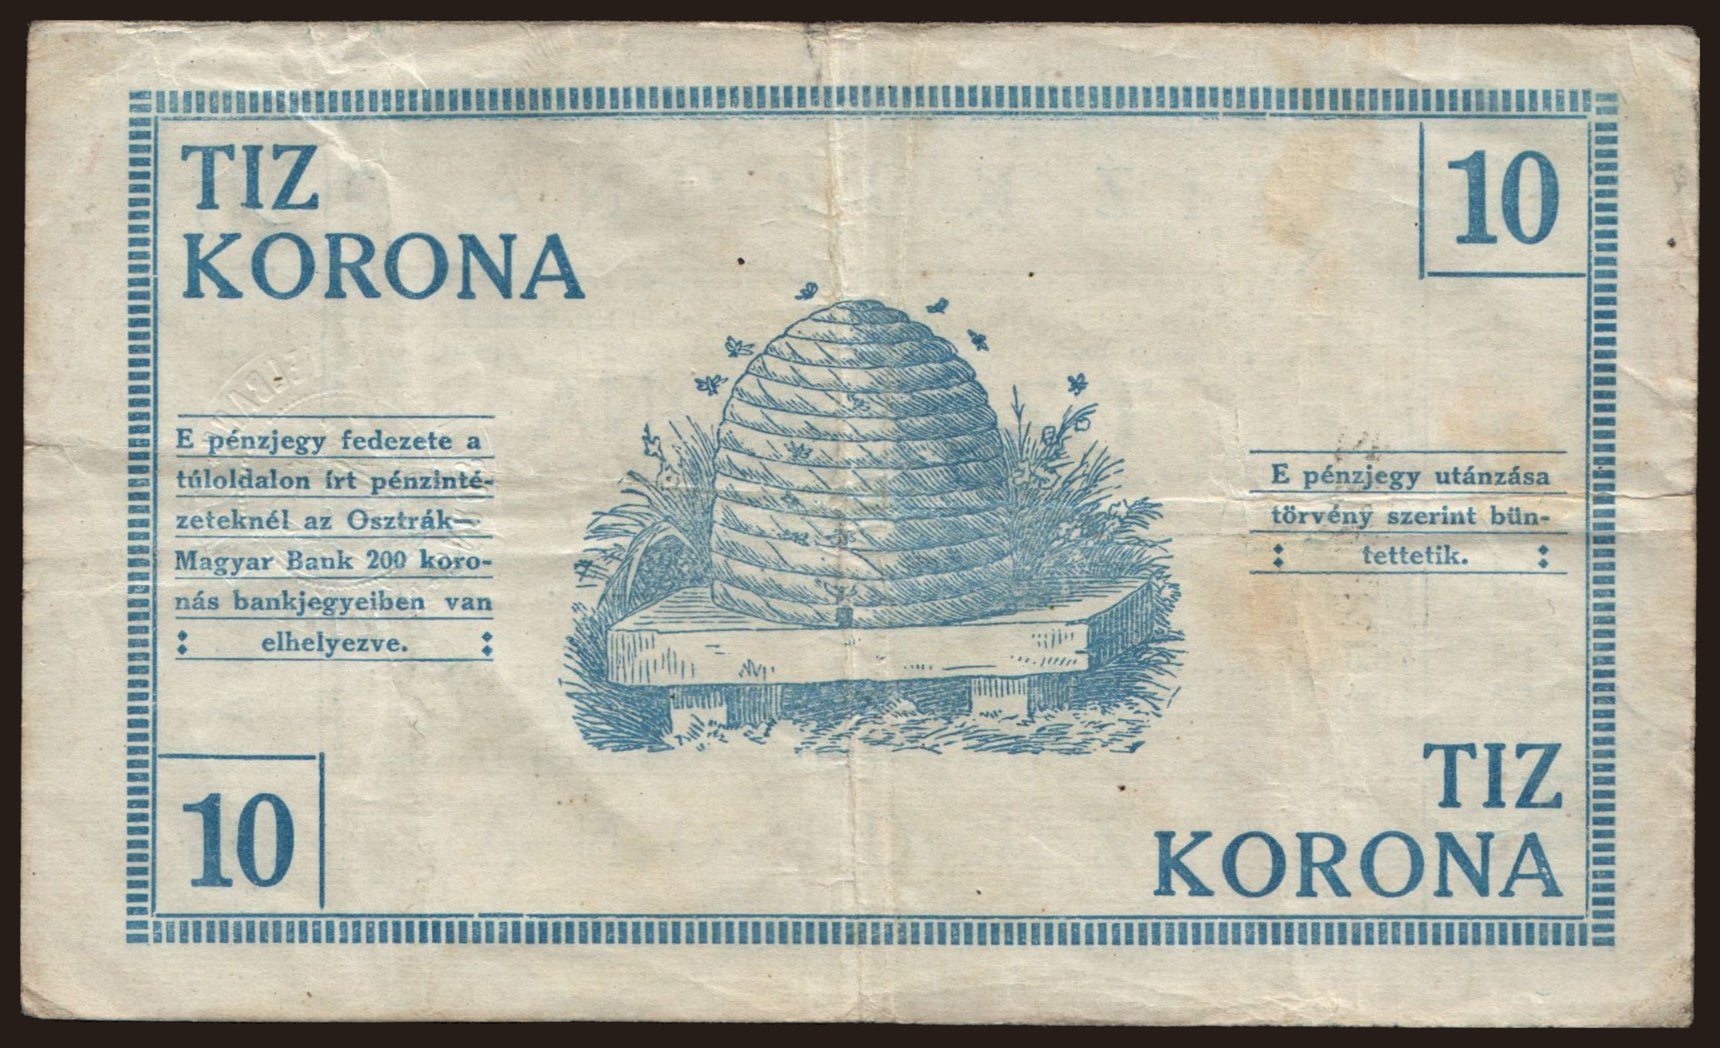 TIZ
KORONA
10
E pénzjegy fedezete a
túloldalon írt pénzinté-
zeteknél az Osztrák—
Magyar Bank 200 koro-
nás bankjegyeiben van
elhelyezve.
E pénzjegy utánzása
törvény szerint bün-
tettetik.
10
TIZ
KORONA